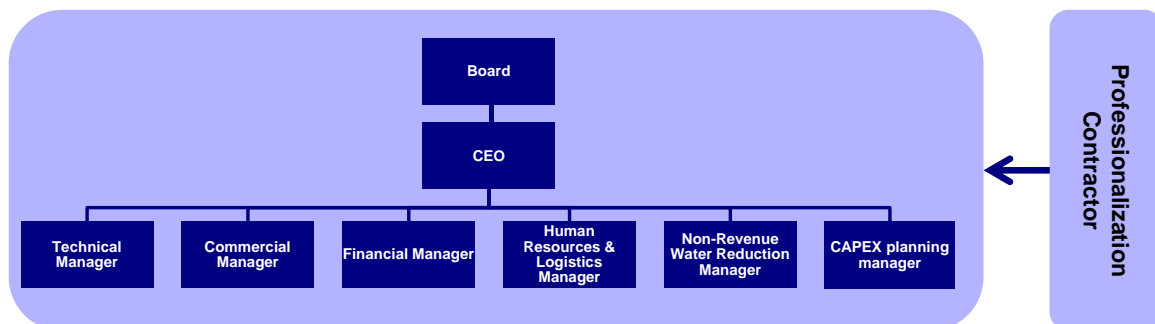 Board
CEO
Technical
Manager
Commercial
Manager
Financial Manager
Human
Resources &
Logistics
Manager
Non-Revenue
Water Reduction
Manager
CAPEX planning
manager
Professionalization
Contractor